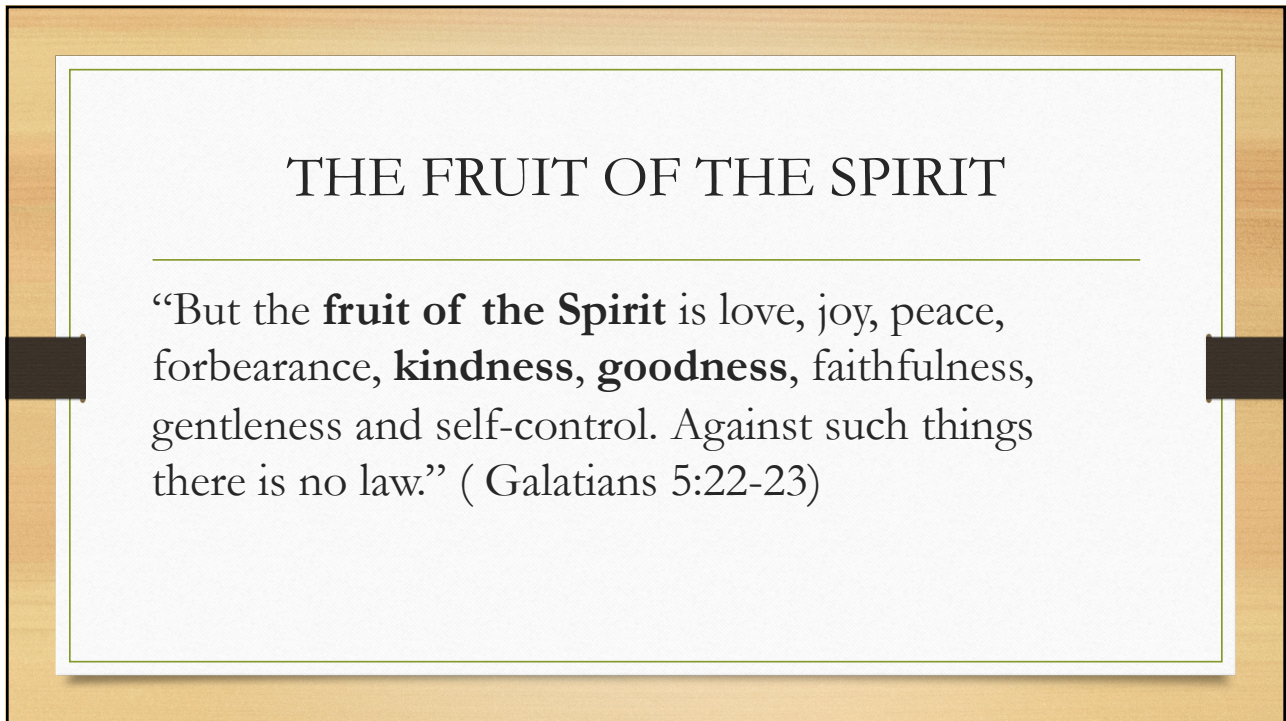 THE FRUIT OF THE SPIRIT
“But the fruit of the Spirit is love, joy, peace,
forbearance, kindness, goodness, faithfulness,
gentleness and self-control. Against such things
there is no law.” ( Galatians 5:22-23)